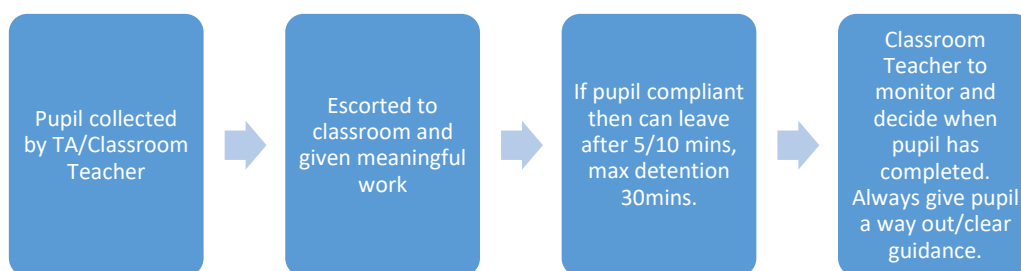 Pupil collected
by TA/Classroom
Teacher
Escorted to
classroom and
given meaningful
work
If pupil compliant
then can leave
after 5/10 mins,
max detention
30mins.
Classroom
Teacher to
monitor and
decide when
pupil has
completed.
Always give pupil
a way out/clear
guidance.